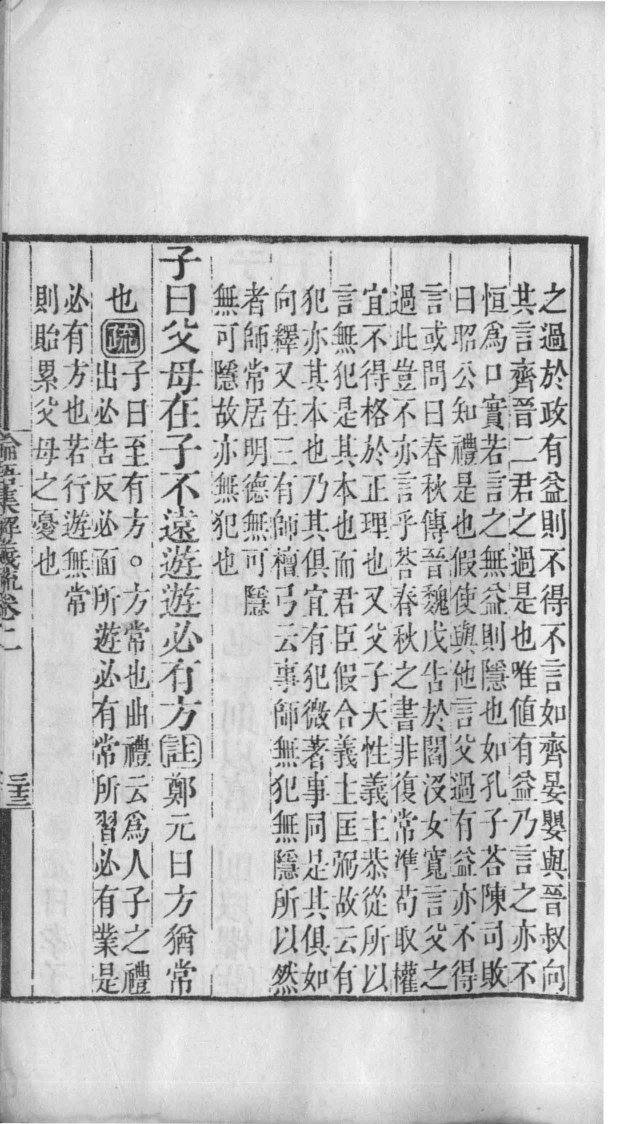 之過於政有益則不得不言如齊晏嬰與晉叔向
其言齊晉二君之過是也唯値有益乃言之亦不
恒爲口實若言之無益則隱也如孔子荅陳司敗
曰昭公知禮是也假使與他言父過有益亦不得
言或問曰春秋傳晉魏戊告於閻沒女寬言父之
過此豈不亦言乎荅春秋之書非復常準苟取權
宜不得格於正理也又父子天性義主恭從所以
言無犯是其本也而君臣假合義主匡弼故云有
犯亦其本也乃其俱宜有犯微著事同是其俱如
向釋又在三有師檀弓云事師無犯無隱所以然
者師常居明德無可隱
無可隱故亦無犯也
子曰父母在子不遠遊遊必有方註鄭元曰方猶常
也疏子曰至有方。方常也曲禮云爲人子之禮
出必告反必面所遊必有常所習必有業是
必有方也若行遊無常
則貽累父母之憂也
論語集解義疏卷二
三十三